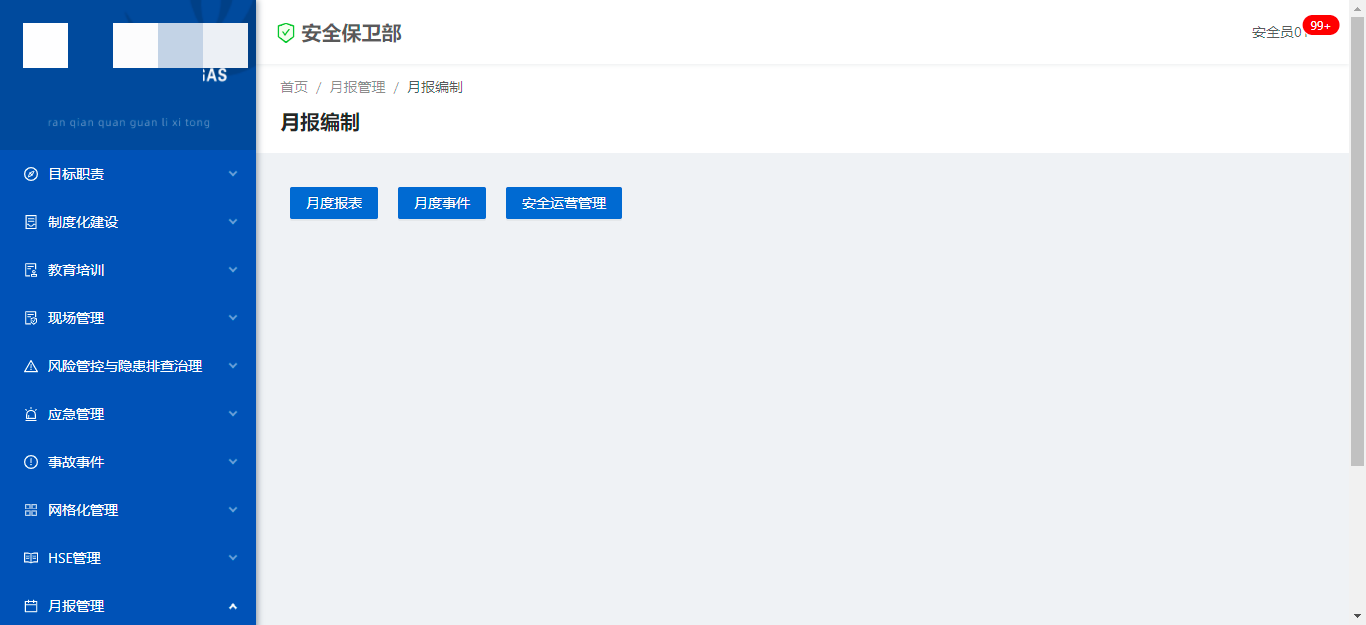 安全保卫部
安全员0
99+
GAS
ran qian quan guan li xi tong
首页 / 月报管理 / 月报编制
月报编制
目标职责
制度化建设
教育培训
现场管理
风险管控与隐患排查治理
应急管理
事故事件
网格化管理
HSE管理
月报管理
月度报表 月度事件 安全运营管理